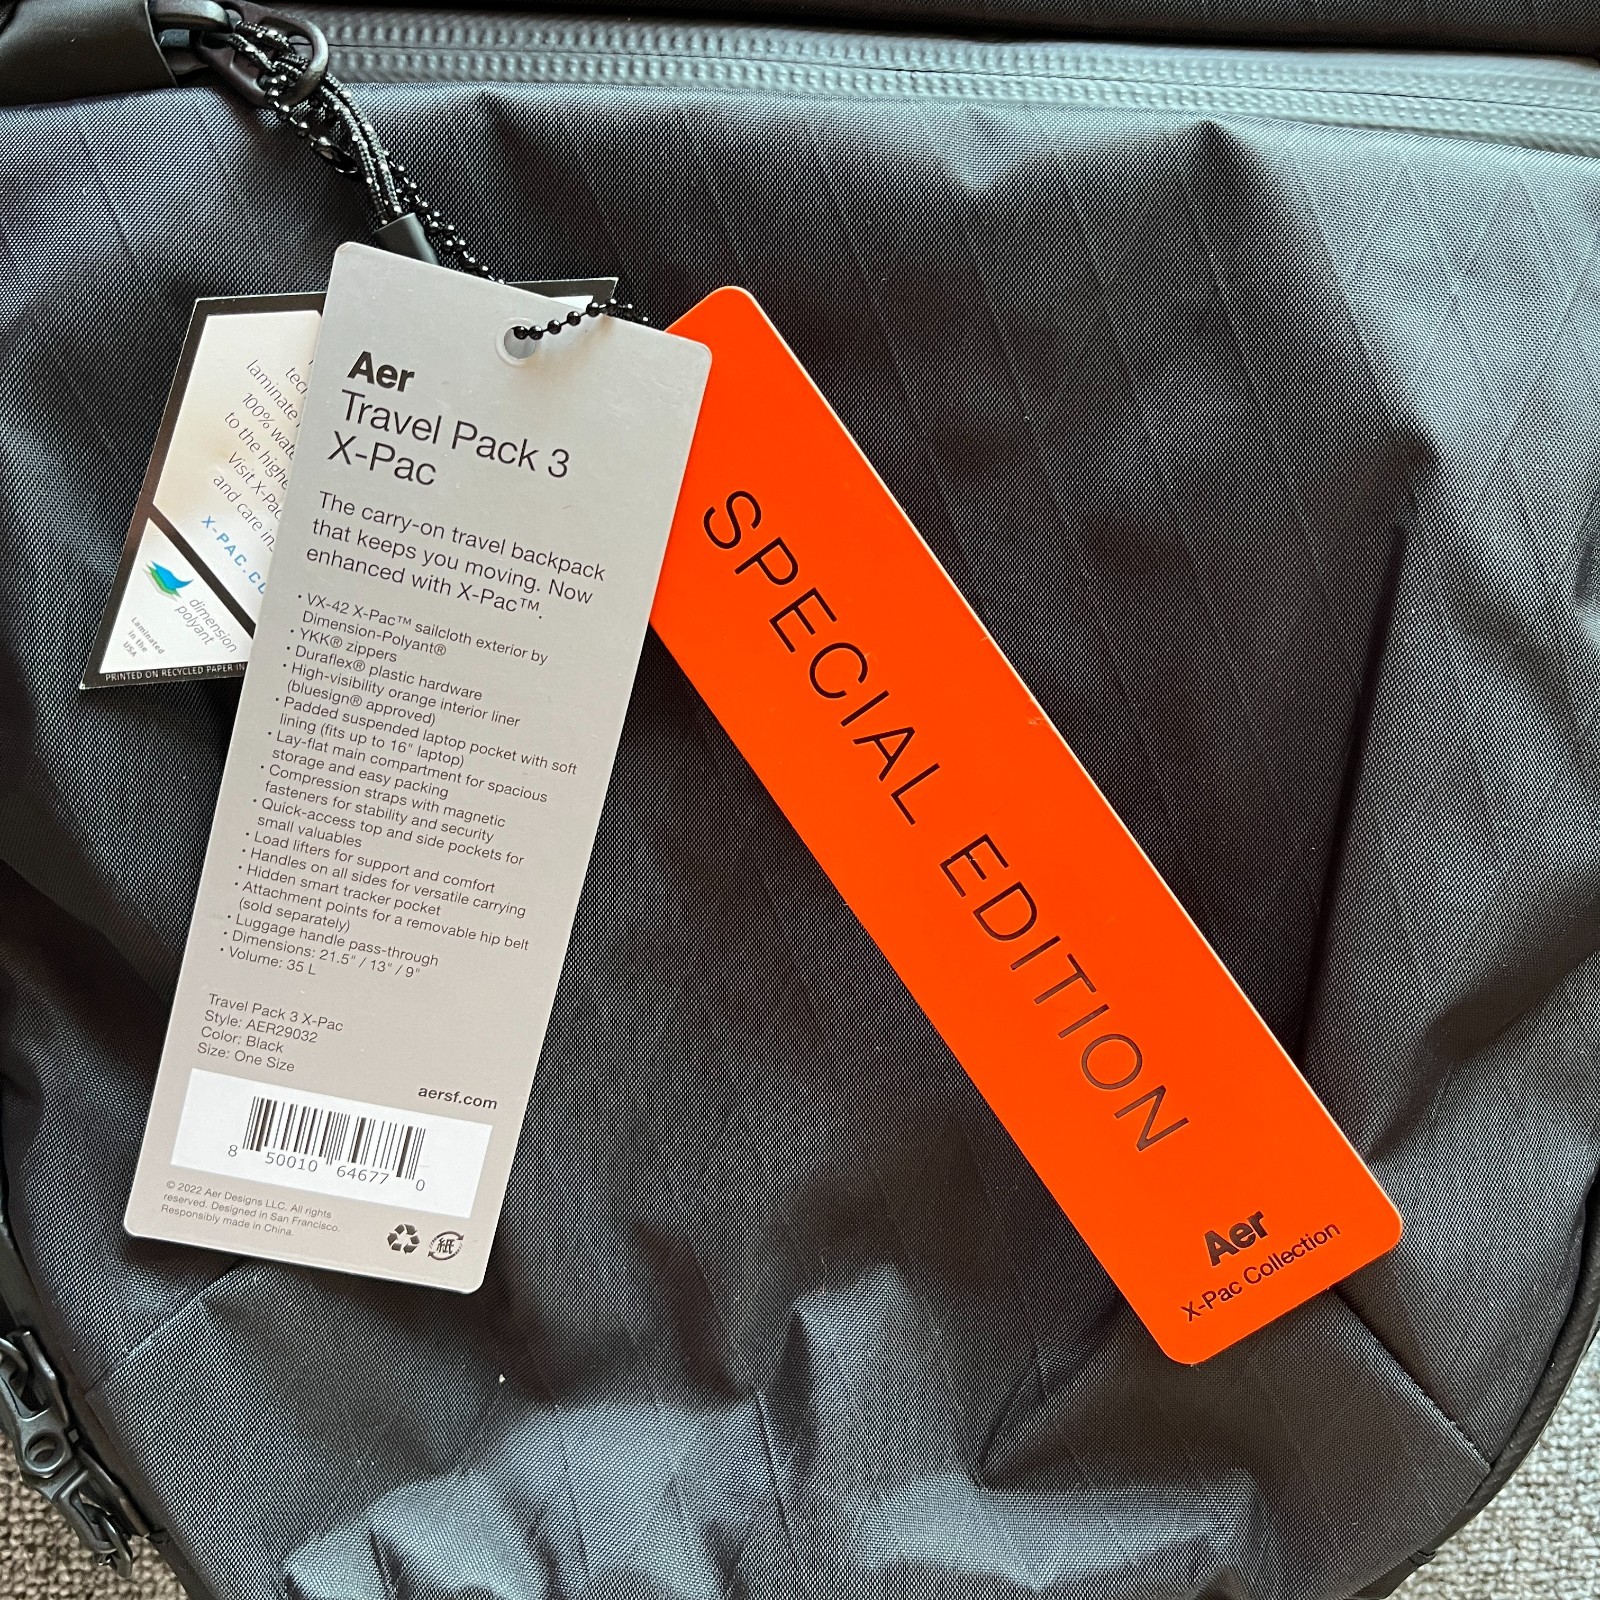 Aer
Travel Pack 3
X-Pac
The carry-on travel backpack
that keeps you moving. Now
enhanced with X-Pac™.
• VX-42 X-Pac™ sailcloth exterior by
Dimension-Polyant®
• YKK® zippers
• Duraflex® plastic hardware
• High-visibility orange interior liner
(bluesign® approved)
• Padded suspended laptop pocket with soft
lining (fits up to 16" laptop)
• Lay-flat main compartment for spacious
storage and easy packing
• Compression straps with magnetic
fasteners for stability and security
• Quick-access top and side pockets for
small valuables
• Load lifters for support and comfort
• Handles on all sides for versatile carrying
• Hidden smart tracker pocket
• Attachment points for a removable hip belt
(sold separately)
• Luggage handle pass-through
• Dimensions: 21.5" / 13" / 9"
• Volume: 35 L
Travel Pack 3 X-Pac
Style: AER29032
Color: Black
Size: One Size
aersf.com
8 50010 64677 0
© 2022 Aer Designs LLC. All rights
reserved. Designed in San Francisco.
Responsibly made in China.
紙
laminate
100%
to the
Visit
and care
dimension
polyant
Laminated
in the
USA
PRINTED ON RECYCLED PAPER IN
SPECIAL EDITION
Aer
X-Pac Collection